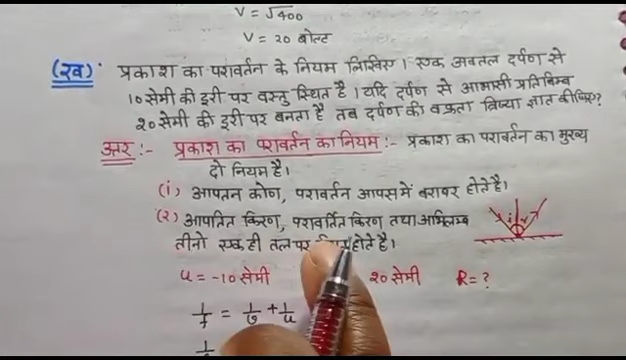 V = √400
V = 20 बोल्ट
(ख) प्रकाश का परावर्तन के नियम लिखिए। एक अवतल दर्पण से
10 सेमी की दूरी पर वस्तु स्थित है। यदि दर्पण से आभासी प्रतिबिम्ब
20 सेमी की दूरी पर बनता है तब दर्पण की वक्रता त्रिज्या ज्ञात कीजिए?
उत्तर :- प्रकाश का परावर्तन का नियम :- प्रकाश का परावर्तन का मुख्य
दो नियम है।
(i) आपतन कोण, परावर्तन आपस में बराबर होते है।
(२) आपतित किरण, परावर्तित किरण तथा अभिलम्ब
i r
तीनो एक ही तल पर होते है।
u = -10 सेमी 20 सेमी R = ?
1/f = 1/v + 1/u